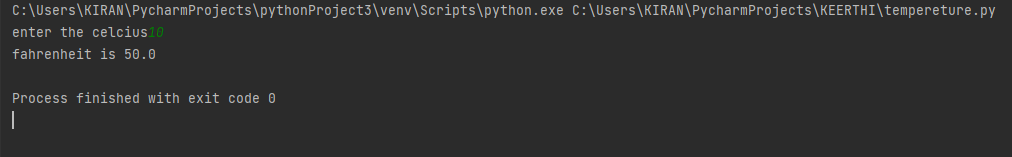 C:\Users\KIRAN\PycharmProjects\pythonProject3\venv\Scripts\python.exe C:\Users\KIRAN\PycharmProjects\KEERTHI\tempereture.py
enter the celcius10
fahrenheit is 50.0
Process finished with exit code 0